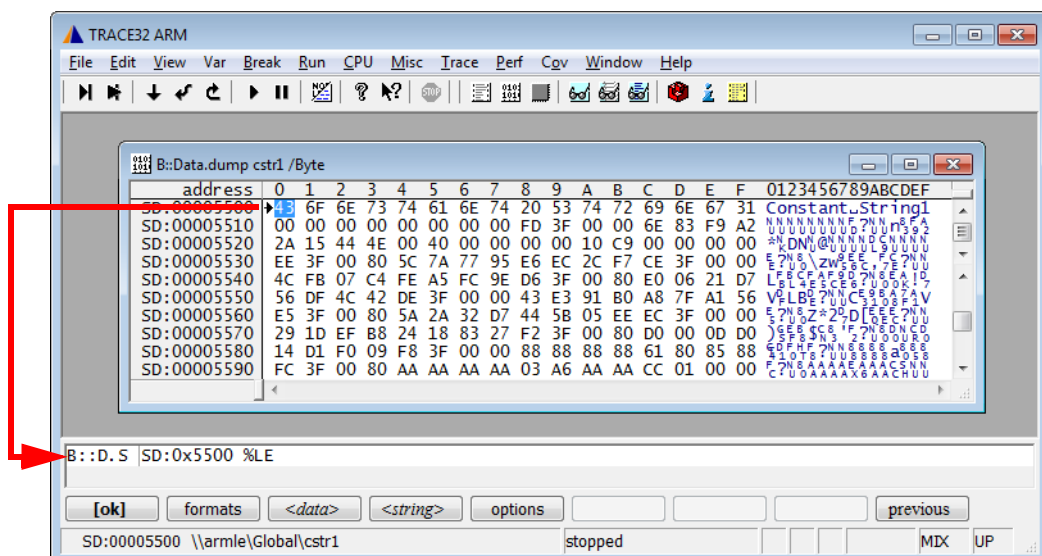 TRACE32 ARM
File Edit View Var Break Run CPU Misc Trace Perf Cov Window Help
B::Data.dump cstr1 /Byte
address 0 1 2 3 4 5 6 7 8 9 A B C D E F 0123456789ABCDEF
SD:00005500 43 6F 6E 73 74 61 6E 74 20 53 74 72 69 6E 67 31 Constant␣String1
SD:00005510 00 00 00 00 00 00 00 00 FD 3F 00 00 6E 83 F9 A2
SD:00005520 2A 15 44 4E 00 40 00 00 00 00 10 C9 00 00 00 00
SD:00005530 EE 3F 00 80 5C 7A 77 95 E6 EC 2C F7 CE 3F 00 00
SD:00005540 4C FB 07 C4 FE A5 FC 9E D6 3F 00 80 E0 06 21 D7
SD:00005550 56 DF 4C 42 DE 3F 00 00 43 E3 91 B0 A8 7F A1 56
SD:00005560 E5 3F 00 80 5A 2A 32 D7 44 5B 05 EE EC 3F 00 00
SD:00005570 29 1D EF B8 24 18 83 27 F2 3F 00 80 D0 00 0D D0
SD:00005580 14 D1 F0 09 F8 3F 00 00 88 88 88 88 61 80 85 88
SD:00005590 FC 3F 00 80 AA AA AA AA 03 A6 AA AA CC 01 00 00
B::D.S SD:0x5500 %LE
[ok] formats <data> <string> options previous
SD:00005500 \\armle\Global\cstr1 stopped MIX UP